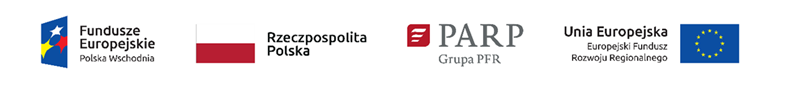 Fundusze
Europejskie
Polska Wschodnia
Rzeczpospolita
Polska
PARP
Grupa PFR
Unia Europejska
Europejski Fundusz
Rozwoju Regionalnego